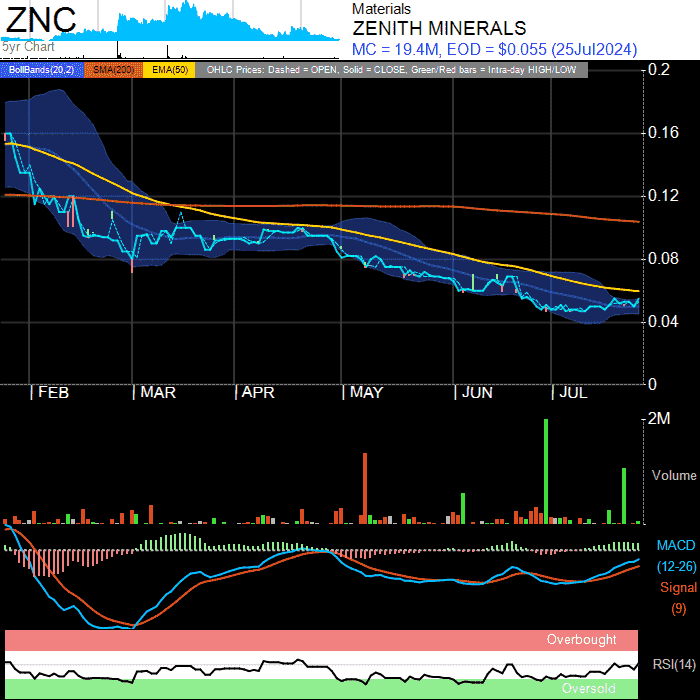 ZNC
5yr Chart
Materials
ZENITH MINERALS
MC = 19.4M, EOD = $0.055 (25Jul2024)
BollBands(20,2) SMA(200) EMA(50) OHLC Prices: Dashed = OPEN, Solid = CLOSE, Green/Red bars = Intra-day HIGH/LOW
0.2
0.16
0.12
0.08
0.04
0
FEB MAR APR MAY JUN JUL
2M
Volume
MACD
(12-26)
Signal
(9)
Overbought
RSI(14)
Oversold